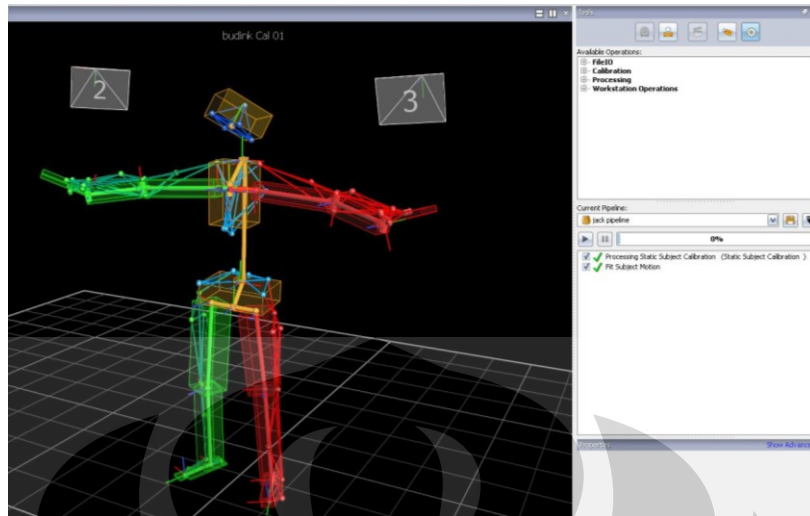 Tools
budink Cal 01
2
3
Available Operations:
FileIO
Calibration
Processing
Workstation Operations
Current Pipeline:
jack pipeline
0%
Processing Static Subject Calibration (Static Subject Calibration )
Fit Subject Motion
Properties
Show Advanc